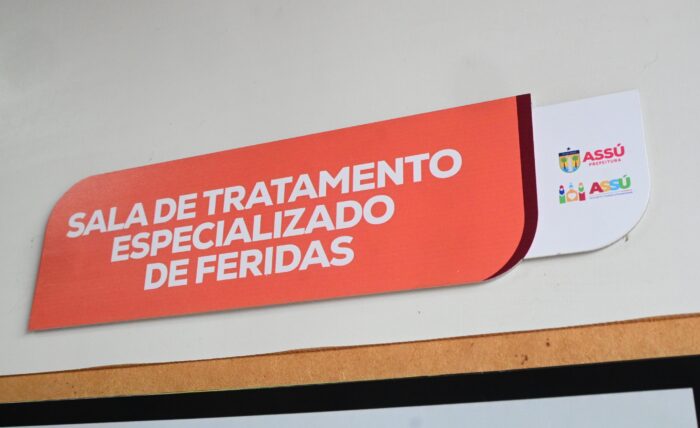 SALA DE TRATAMENTO
ESPECIALIZADO
DE FERIDAS
ASSÚ
PREFEITURA
ASSÚ